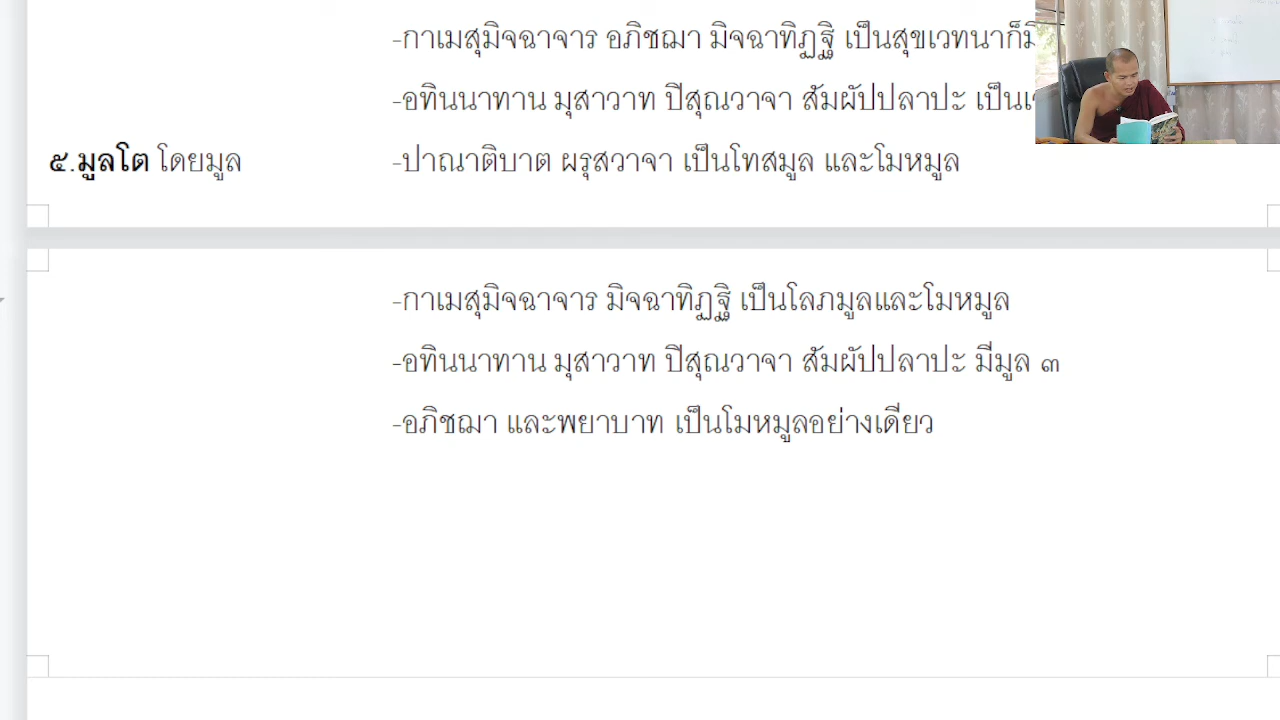 -กาเมสุมิจฉาจาร อภิชฌา มิจฉาทิฏฐิ เป็นสุขเวทนาก็มี
-อทินนาทาน มุสาวาท ปิสุณวาจา สัมผัปปลาปะ เป็น
๕.มูลโต โดยมูล -ปาณาติบาต ผรุสวาจา เป็นโทสมูล และโมหมูล
-กาเมสุมิจฉาจาร มิจฉาทิฏฐิ เป็นโลภมูลและโมหมูล
-อทินนาทาน มุสาวาท ปิสุณวาจา สัมผัปปลาปะ มีมูล ๓
-อภิชฌา และพยาบาท เป็นโมหมูลอย่างเดียว